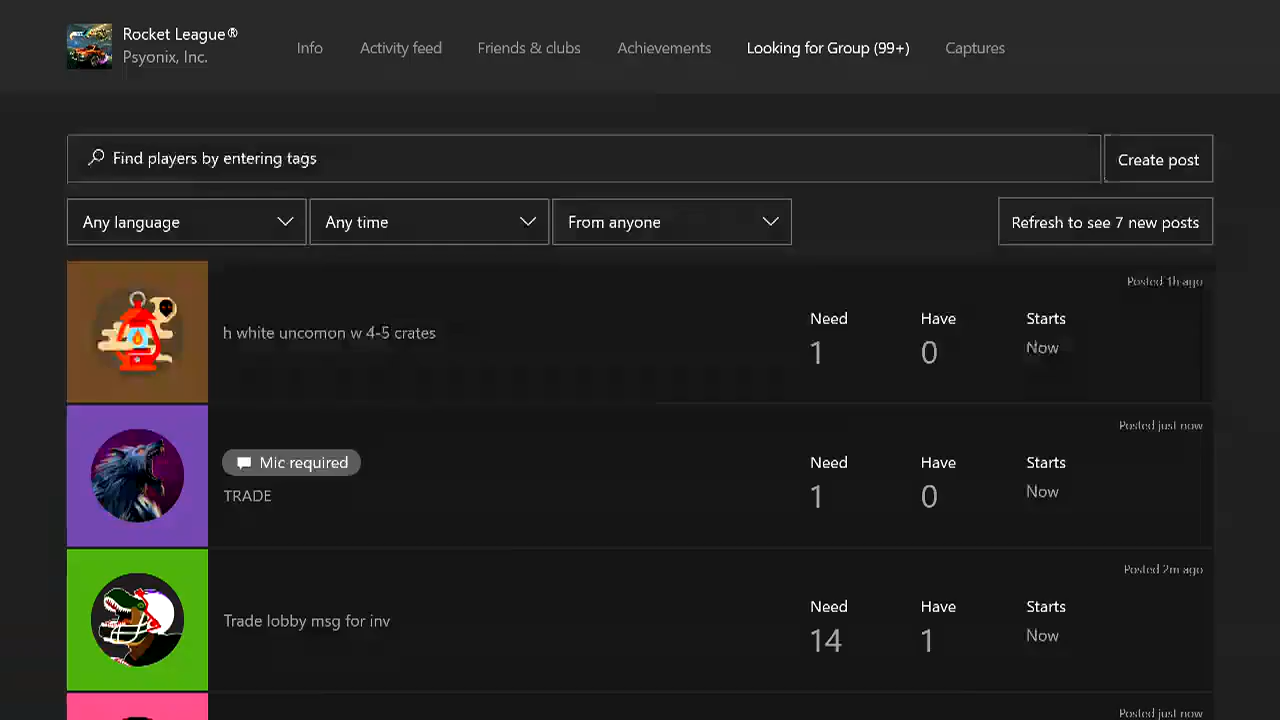 Rocket League®
Psyonix, Inc.
Info Activity feed Friends & clubs Achievements Looking for Group (99+) Captures
Find players by entering tags Create post
Any language Any time From anyone Refresh to see 7 new posts
Posted 1h ago
h white uncomon w 4-5 crates
Need Have Starts
1 0 Now
Posted just now
Mic required
TRADE
Need Have Starts
1 0 Now
Posted 2m ago
Trade lobby msg for inv
Need Have Starts
14 1 Now
Posted just now